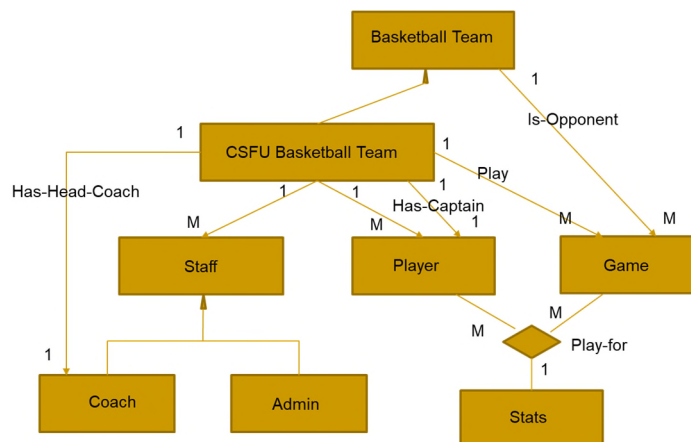 Basketball Team
1
Is-Opponent
1
CSFU Basketball Team
1
Play
Has-Head-Coach
1
1
1
Has-Captain
M
M
1
M
M
Staff
Player
Game
M
M
Play-for
1
1
Coach
Admin
Stats